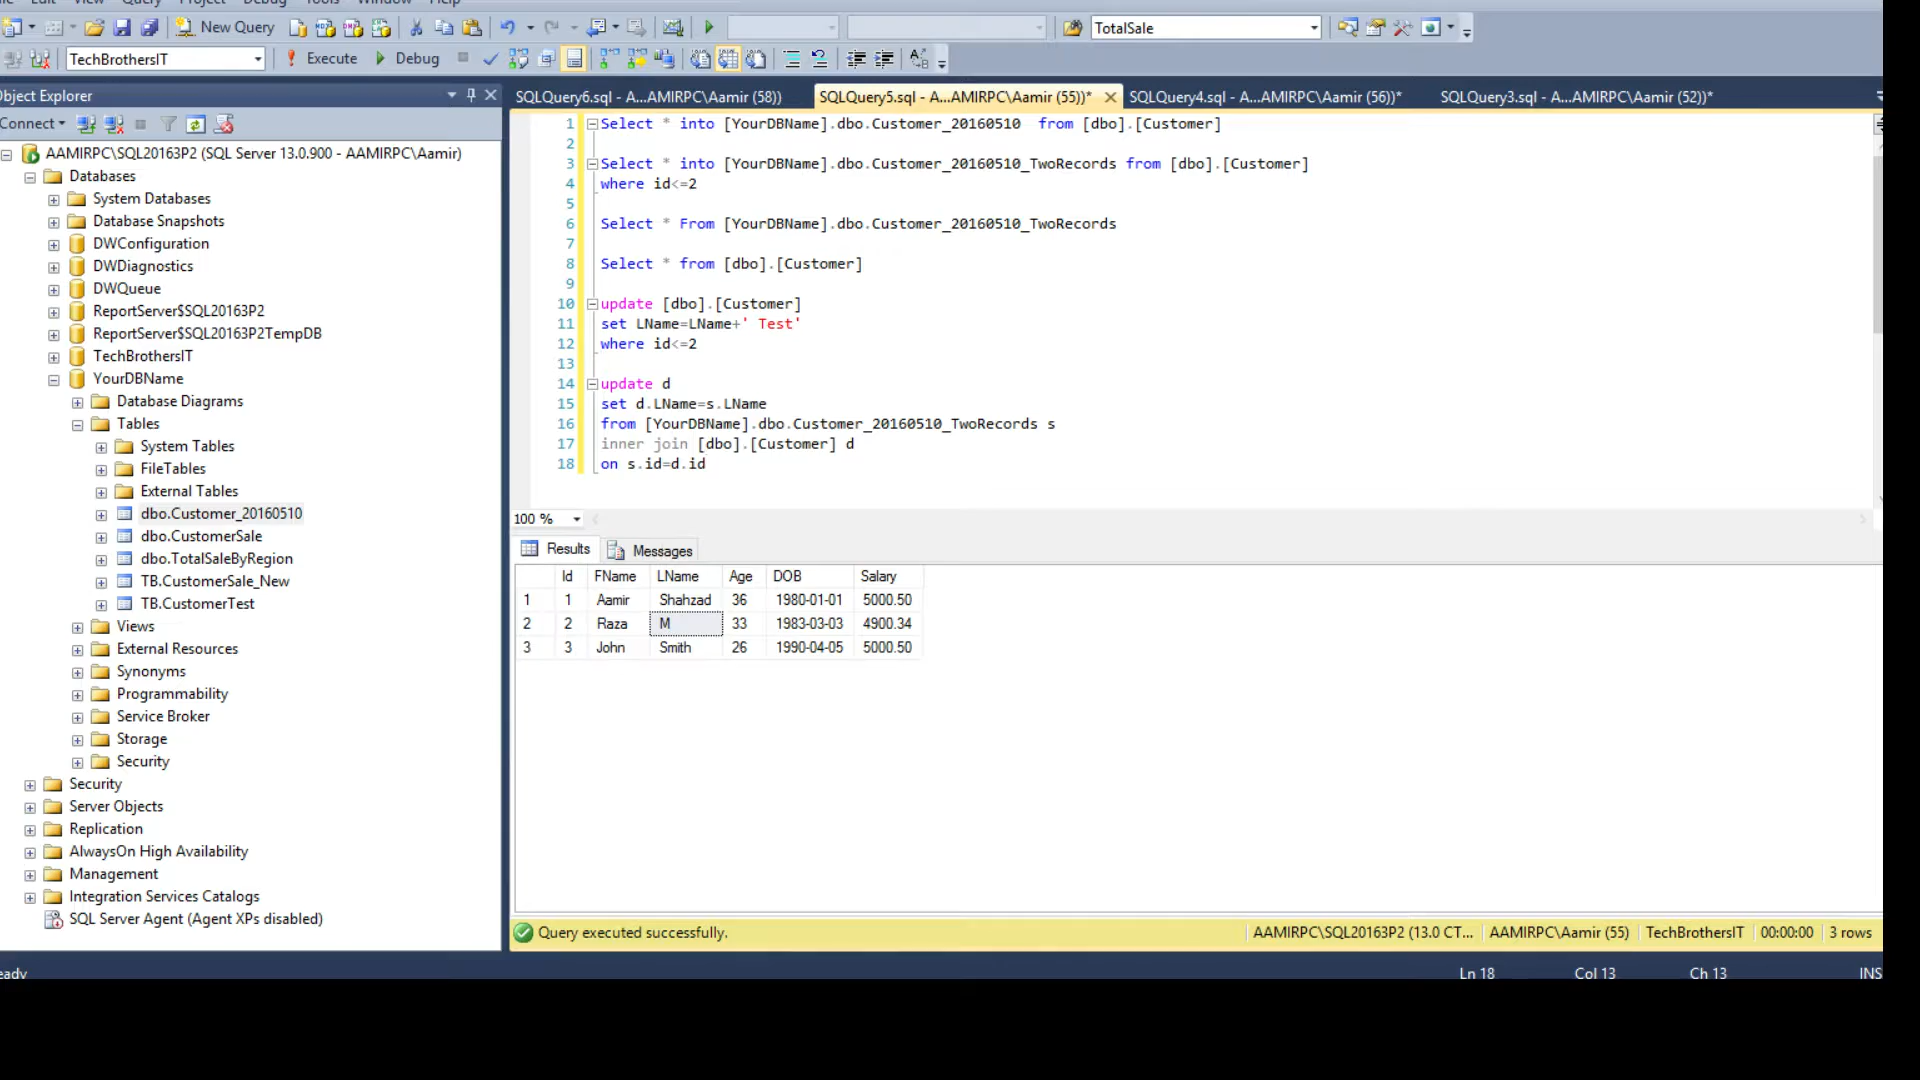 Edit View Query Project Debug Tools Window Help
New Query TotalSale
TechBrothersIT Execute Debug
bject Explorer
Connect
AAMIRPC\SQL20163P2 (SQL Server 13.0.900 - AAMIRPC\Aamir)
Databases
System Databases
Database Snapshots
DWConfiguration
DWDiagnostics
DWQueue
ReportServer$SQL20163P2
ReportServer$SQL20163P2TempDB
TechBrothersIT
YourDBName
Database Diagrams
Tables
System Tables
FileTables
External Tables
dbo.Customer_20160510
dbo.CustomerSale
dbo.TotalSaleByRegion
TB.CustomerSale_New
TB.CustomerTest
Views
External Resources
Synonyms
Programmability
Service Broker
Storage
Security
Security
Server Objects
Replication
AlwaysOn High Availability
Management
Integration Services Catalogs
SQL Server Agent (Agent XPs disabled)
SQLQuery6.sql - A...AMIRPC\Aamir (58)) SQLQuery5.sql - A...AMIRPC\Aamir (55))* SQLQuery4.sql - A...AMIRPC\Aamir (56))* SQLQuery3.sql - A...AMIRPC\Aamir (52))*
1 Select * into [YourDBName].dbo.Customer_20160510 from [dbo].[Customer]
2
3 Select * into [YourDBName].dbo.Customer_20160510_TwoRecords from [dbo].[Customer]
4 where id<=2
5
6 Select * From [YourDBName].dbo.Customer_20160510_TwoRecords
7
8 Select * from [dbo].[Customer]
9
10 update [dbo].[Customer]
11 set LName=LName+' Test'
12 where id<=2
13
14 update d
15 set d.LName=s.LName
16 from [YourDBName].dbo.Customer_20160510_TwoRecords s
17 inner join [dbo].[Customer] d
18 on s.id=d.id
100 %
Results Messages
Id FName LName Age DOB Salary
1 1 Aamir Shahzad 36 1980-01-01 5000.50
2 2 Raza M 33 1983-03-03 4900.34
3 3 John Smith 26 1990-04-05 5000.50
Query executed successfully. AAMIRPC\SQL20163P2 (13.0 CT... AAMIRPC\Aamir (55) TechBrothersIT 00:00:00 3 rows
eady Ln 18 Col 13 Ch 13 INS